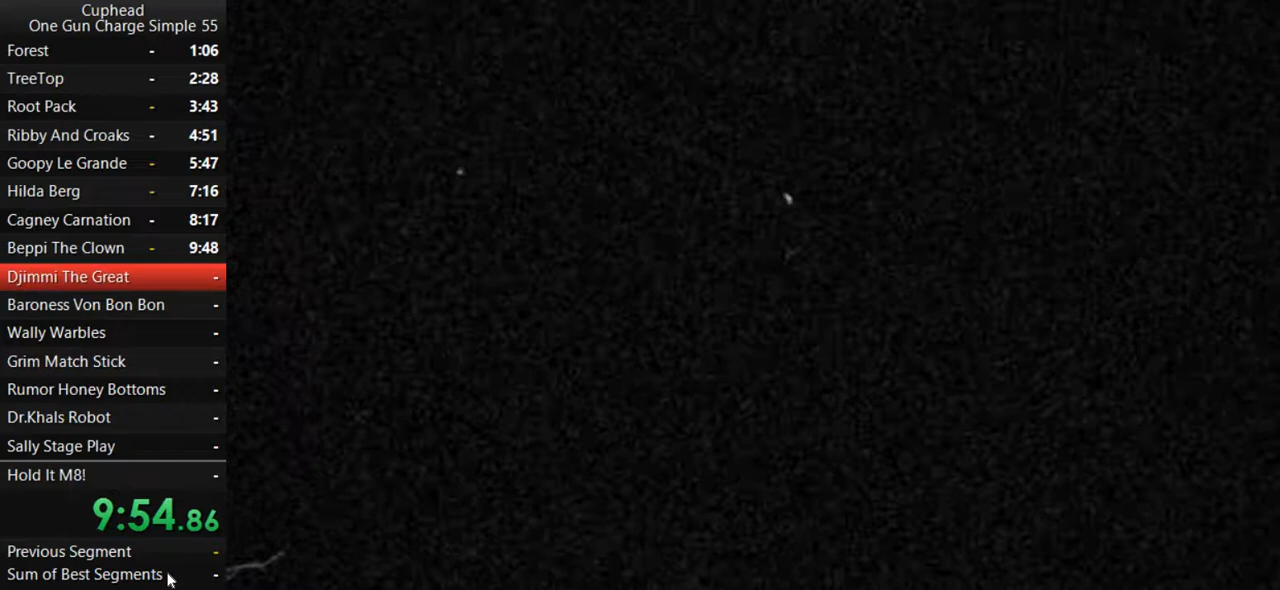 Cuphead
One Gun Charge Simple 55
Forest - 1:06
TreeTop - 2:28
Root Pack - 3:43
Ribby And Croaks - 4:51
Goopy Le Grande - 5:47
Hilda Berg - 7:16
Cagney Carnation - 8:17
Beppi The Clown - 9:48
Djimmi The Great -
Baroness Von Bon Bon -
Wally Warbles -
Grim Match Stick -
Rumor Honey Bottoms -
Dr.Khals Robot -
Sally Stage Play -
Hold It M8! -
9:54.86
Previous Segment -
Sum of Best Segments -